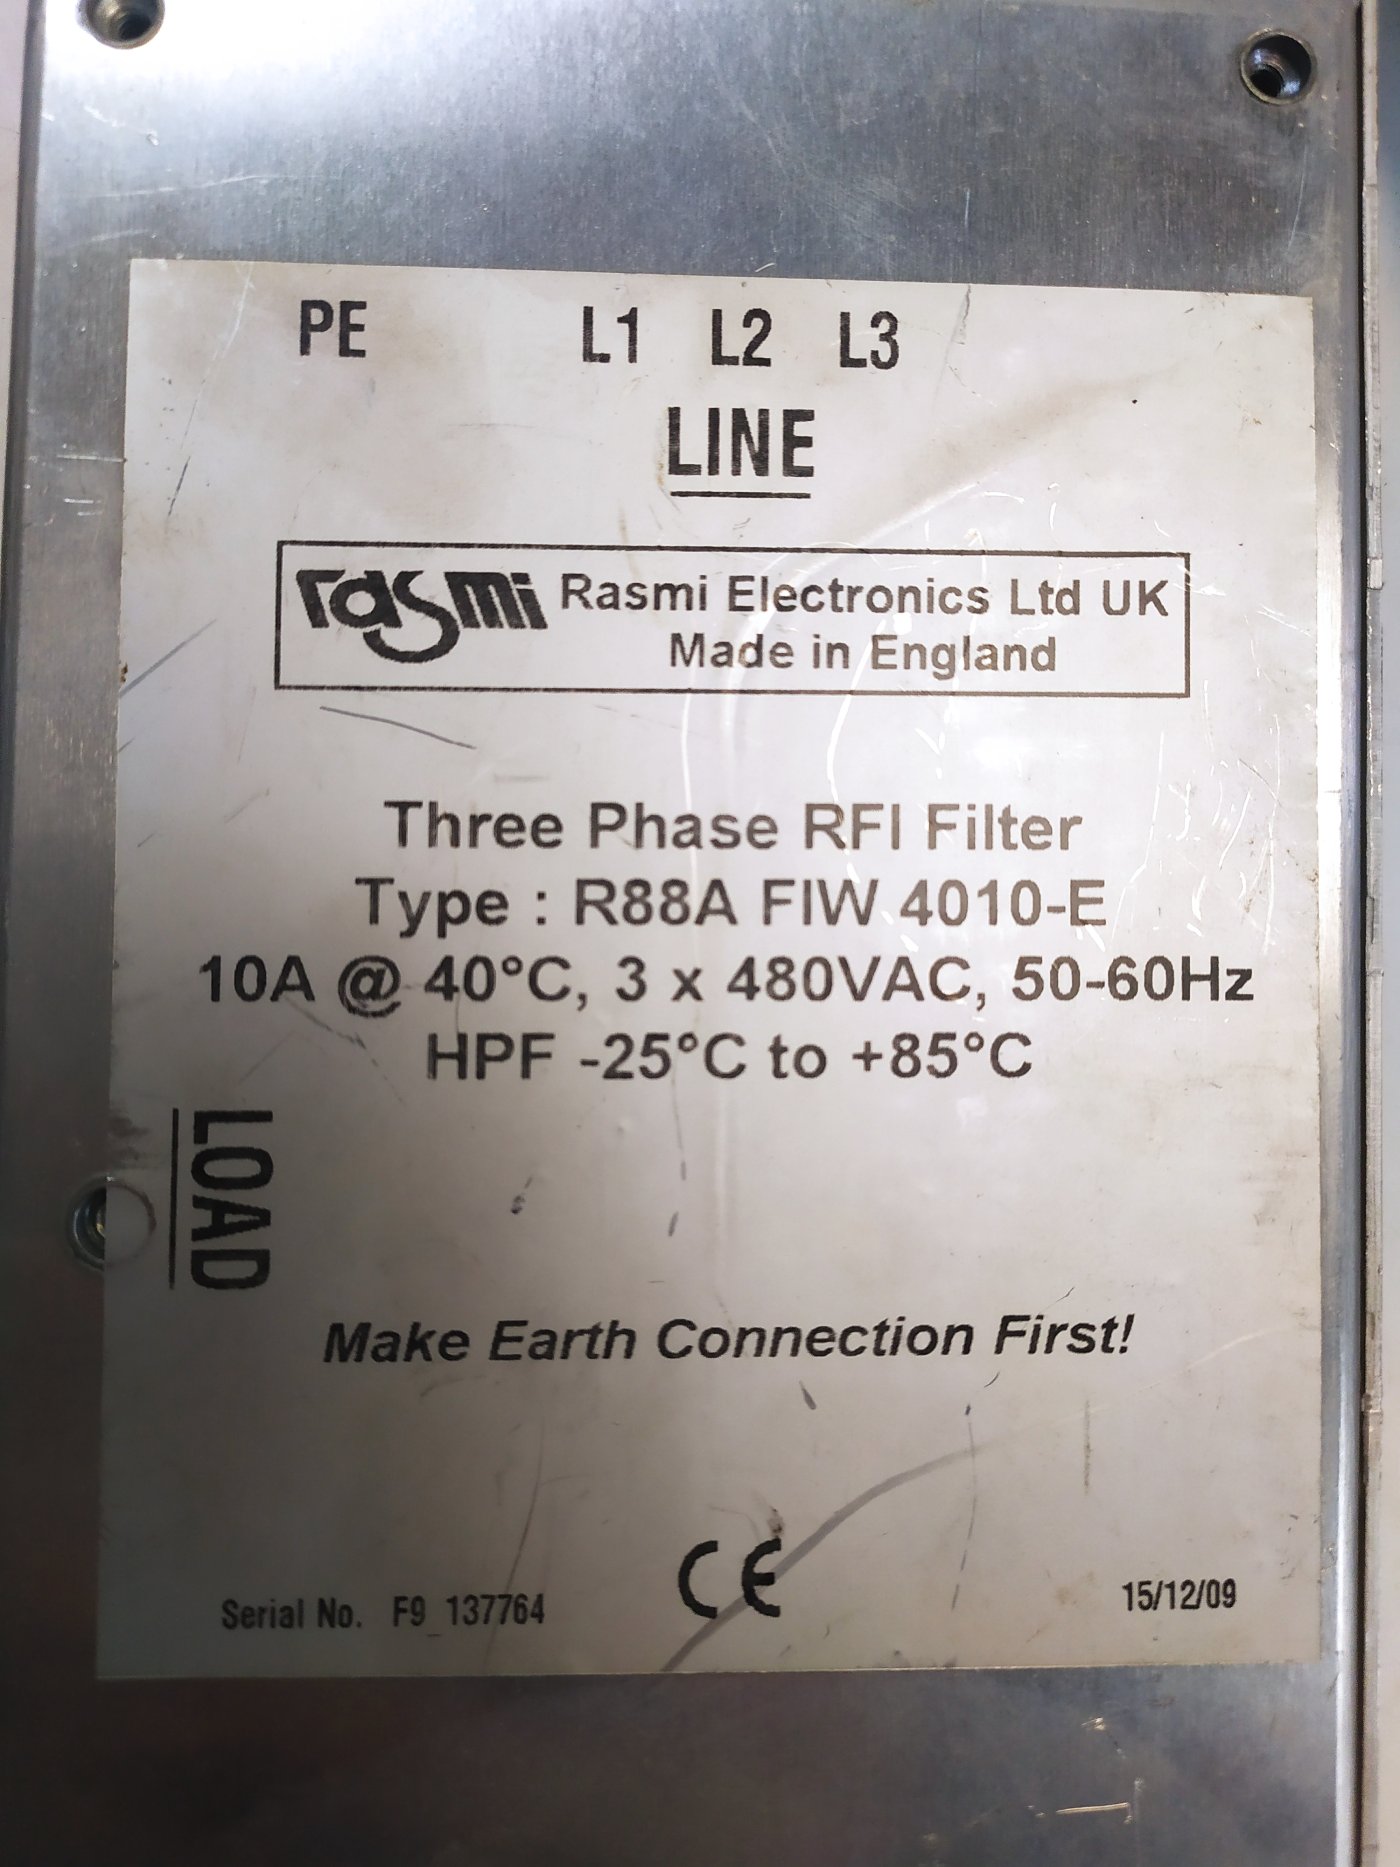 PE L1 L2 L3
LINE
rasmi Rasmi Electronics Ltd UK
Made in England
Three Phase RFI Filter
Type : R88A FIW 4010-E
10A @ 40°C, 3 x 480VAC, 50-60Hz
HPF -25°C to +85°C
LOAD
Make Earth Connection First!
CE
Serial No. F9_137764 15/12/09